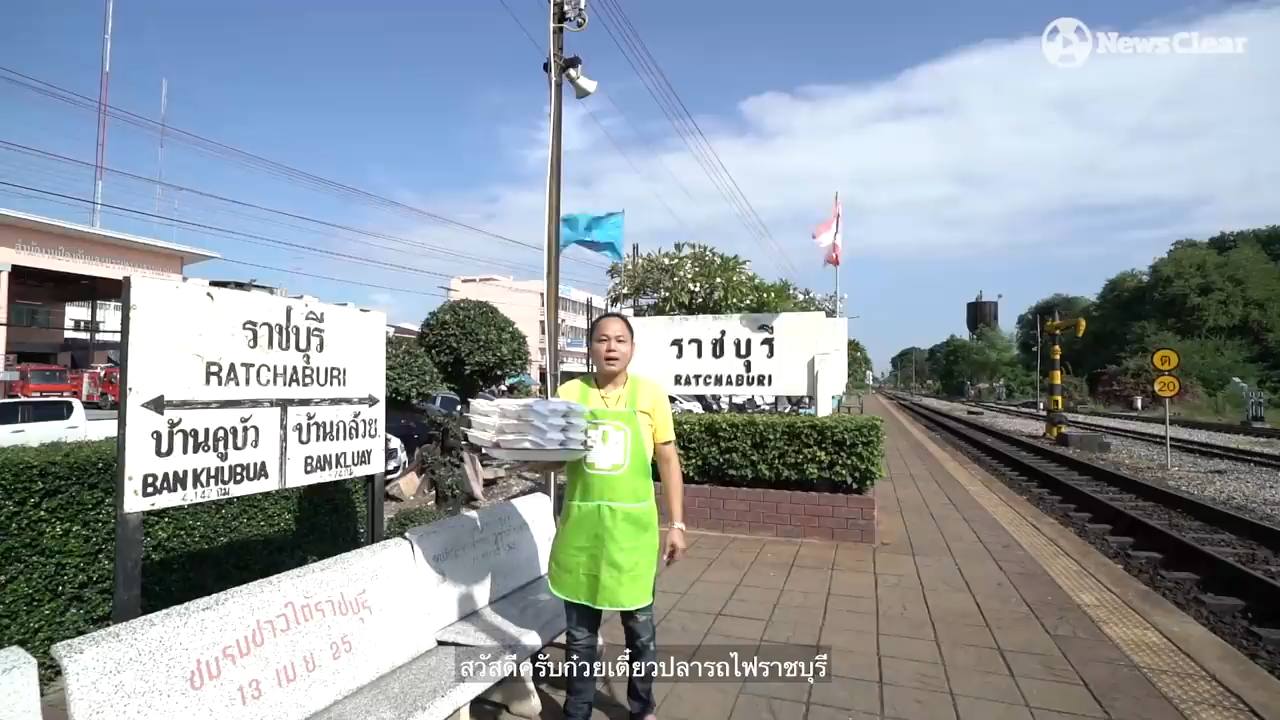 NewsClear
ราชบุรี
RATCHABURI
บ้านคูบัว
BAN KHUBUA
4.142 กม.
บ้านกล้วย
BAN KLUAY
ราชบุรี
RATCHABURI
ต
20
ชมรมชาวใต้ราชบุรี
13 เม.ย. 25
สวัสดีครับก๋วยเตี๋ยวปลารถไฟราชบุรี